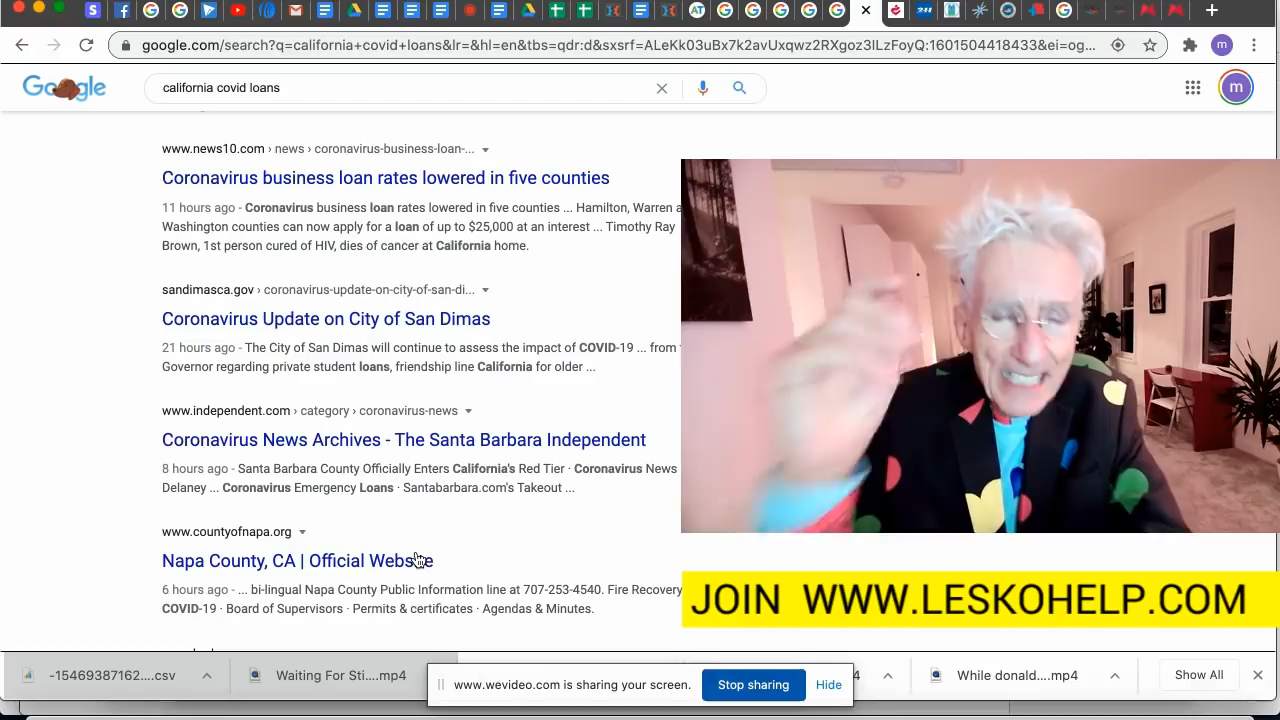 google.com/search?q=california+covid+loans&lr=&hl=en&tbs=qdr:d&sxsrf=ALeKk03uBx7k2avUxqwz2RXgoz3lLzFoyQ:1601504418433&ei=og...
Google
california covid loans
m
m
www.news10.com › news › coronavirus-business-loan-...
Coronavirus business loan rates lowered in five counties
11 hours ago - Coronavirus business loan rates lowered in five counties ... Hamilton, Warren a
Washington counties can now apply for a loan of up to $25,000 at an interest ... Timothy Ray
Brown, 1st person cured of HIV, dies of cancer at California home.
sandimasca.gov › coronavirus-update-on-city-of-san-di...
Coronavirus Update on City of San Dimas
21 hours ago - The City of San Dimas will continue to assess the impact of COVID-19 ... from
Governor regarding private student loans, friendship line California for older ...
www.independent.com › category › coronavirus-news
Coronavirus News Archives - The Santa Barbara Independent
8 hours ago - Santa Barbara County Officially Enters California's Red Tier · Coronavirus News
Delaney ... Coronavirus Emergency Loans · Santabarbara.com's Takeout ...
www.countyofnapa.org
Napa County, CA | Official Website
6 hours ago - ... bi-lingual Napa County Public Information line at 707-253-4540. Fire Recovery
COVID-19 · Board of Supervisors · Permits & certificates · Agendas & Minutes.
JOIN WWW.LESKOHELP.COM
-15469387162....csv
Waiting For Sti....mp4
www.wevideo.com is sharing your screen.
Stop sharing
Hide
4
While donald....mp4
Show All